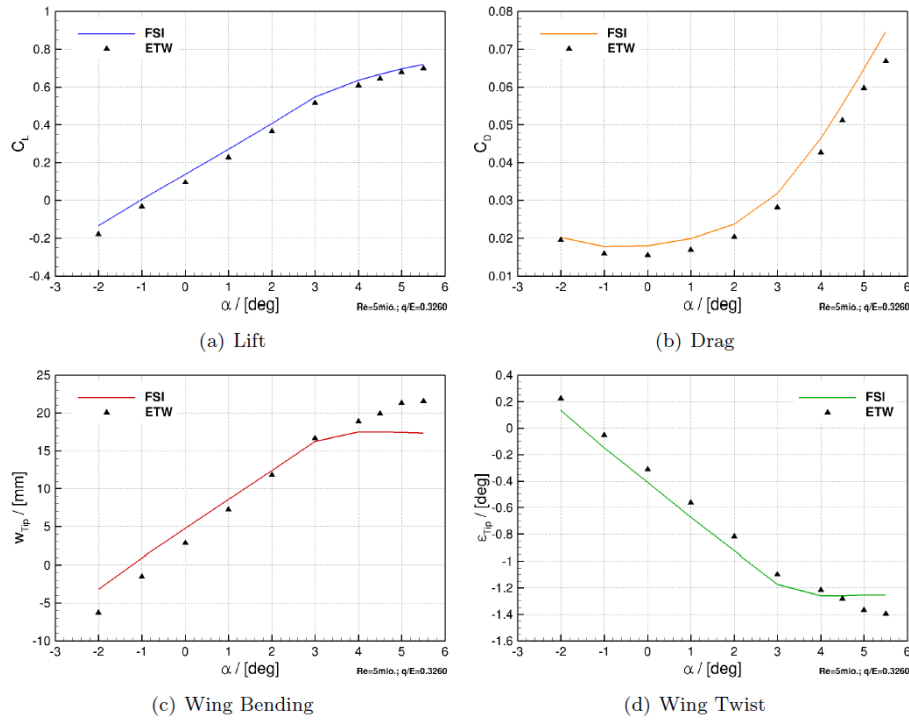 1
0.8
0.6
0.4
0.2
0
-0.2
-0.4
C_L
FSI
ETW
-3 -2 -1 0 1 2 3 4 5 6
α / [deg]
Re=5mio.; q/E=0.3260
(a) Lift
0.08
0.07
0.06
0.05
0.04
0.03
0.02
0.01
C_D
FSI
ETW
-3 -2 -1 0 1 2 3 4 5 6
α / [deg]
Re=5mio.; q/E=0.3260
(b) Drag
25
20
15
10
5
0
-5
-10
w_Tip / [mm]
FSI
ETW
-3 -2 -1 0 1 2 3 4 5 6
α / [deg]
Re=5mio.; q/E=0.3260
(c) Wing Bending
0.4
0.2
0
-0.2
-0.4
-0.6
-0.8
-1
-1.2
-1.4
-1.6
ε_Tip / [deg]
FSI
ETW
-3 -2 -1 0 1 2 3 4 5 6
α / [deg]
Re=5mio.; q/E=0.3260
(d) Wing Twist